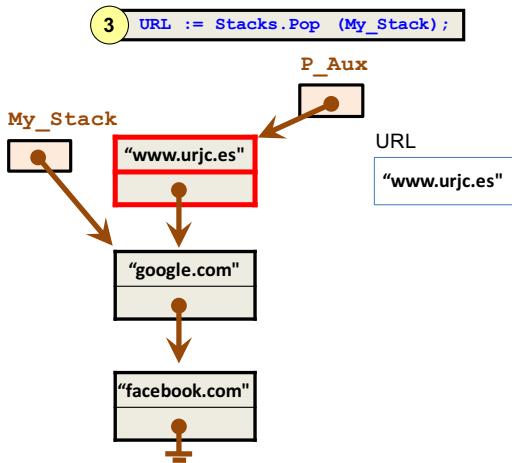 3 URL := Stacks.Pop (My_Stack);
P_Aux
My_Stack
“www.urjc.es"
URL
“www.urjc.es"
“google.com"
“facebook.com"